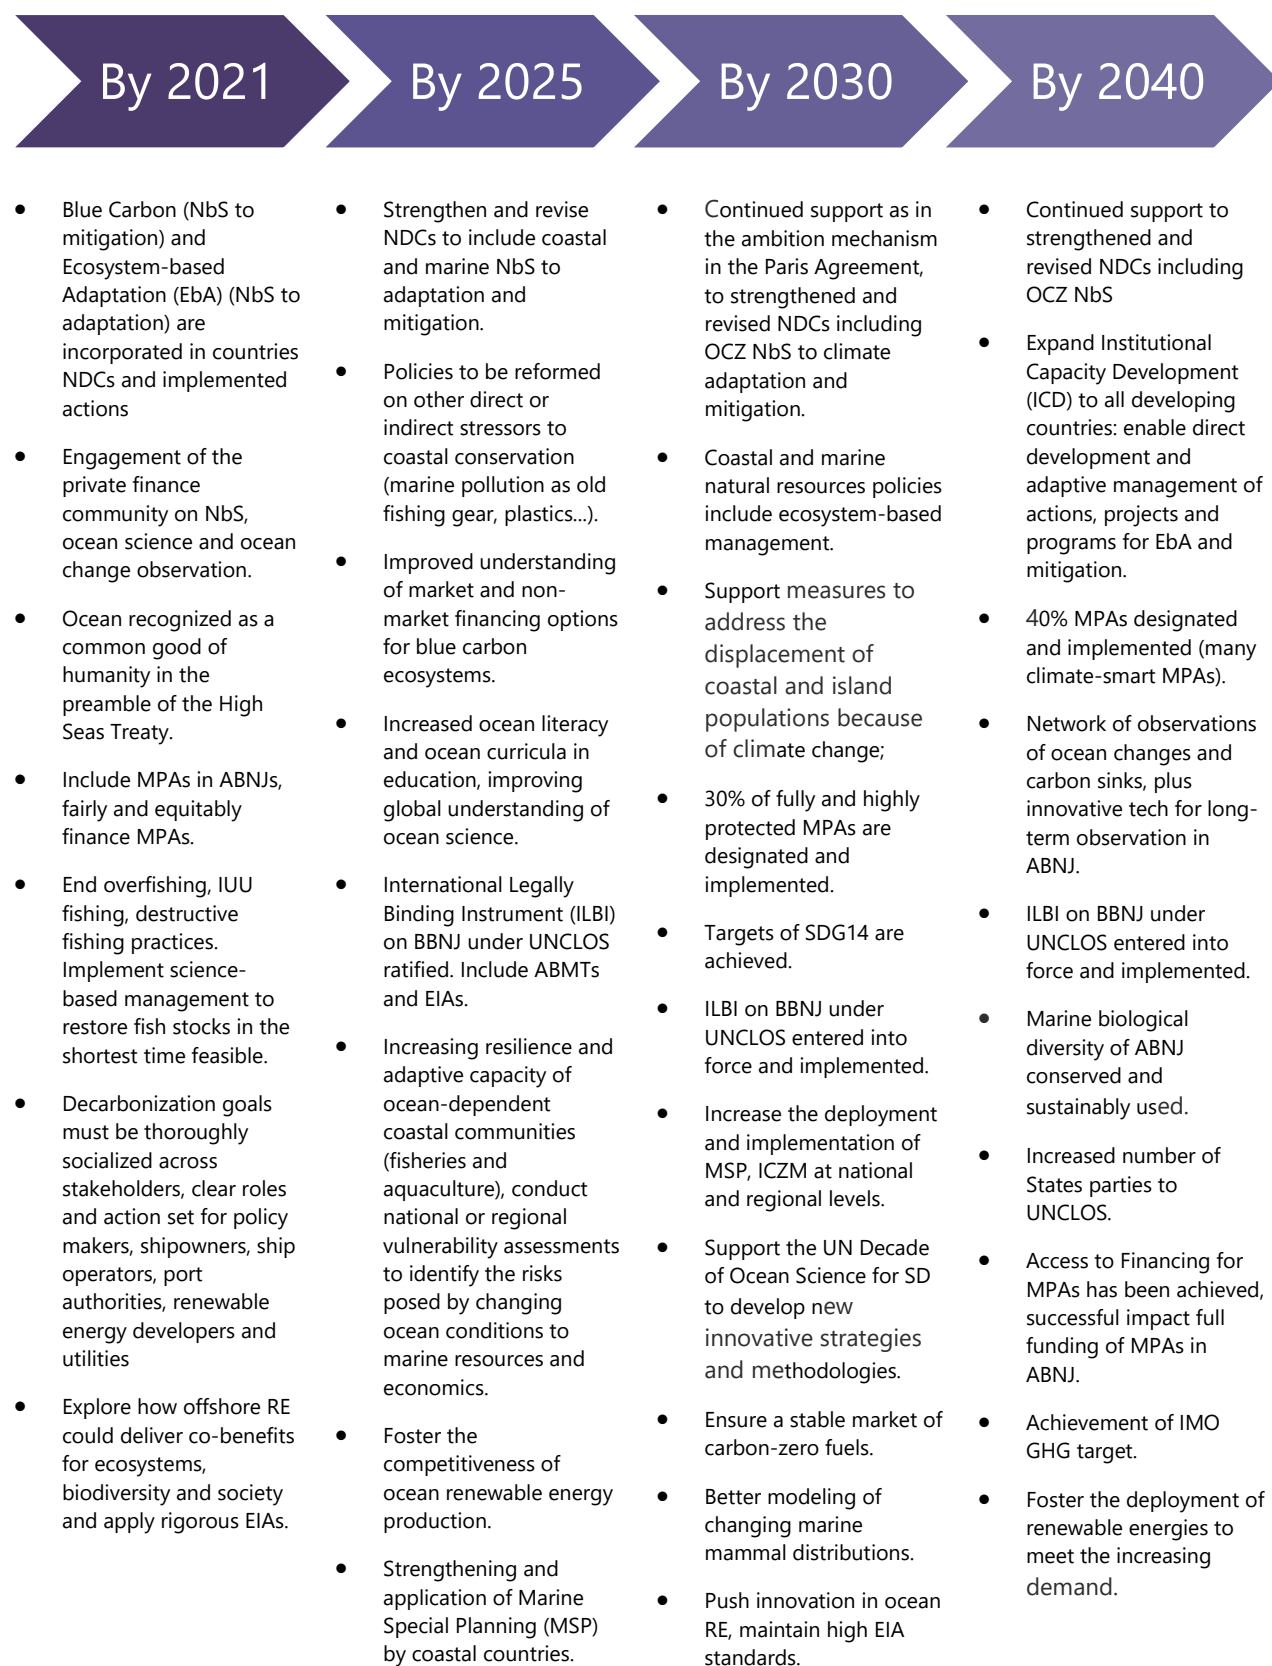 By 2021
By 2025
By 2030
By 2040
• Blue Carbon (NbS to
mitigation) and
Ecosystem-based
Adaptation (EbA) (NbS to
adaptation) are
incorporated in countries
NDCs and implemented
actions
• Engagement of the
private finance
community on NbS,
ocean science and ocean
change observation.
• Ocean recognized as a
common good of
humanity in the
preamble of the High
Seas Treaty.
• Include MPAs in ABNJs,
fairly and equitably
finance MPAs.
• End overfishing, IUU
fishing, destructive
fishing practices.
Implement science-
based management to
restore fish stocks in the
shortest time feasible.
• Decarbonization goals
must be thoroughly
socialized across
stakeholders, clear roles
and action set for policy
makers, shipowners, ship
operators, port
authorities, renewable
energy developers and
utilities
• Explore how offshore RE
could deliver co-benefits
for ecosystems,
biodiversity and society
and apply rigorous EIAs.
• Strengthen and revise
NDCs to include coastal
and marine NbS to
adaptation and
mitigation.
• Policies to be reformed
on other direct or
indirect stressors to
coastal conservation
(marine pollution as old
fishing gear, plastics...).
• Improved understanding
of market and non-
market financing options
for blue carbon
ecosystems.
• Increased ocean literacy
and ocean curricula in
education, improving
global understanding of
ocean science.
• International Legally
Binding Instrument (ILBI)
on BBNJ under UNCLOS
ratified. Include ABMTs
and EIAs.
• Increasing resilience and
adaptive capacity of
ocean-dependent
coastal communities
(fisheries and
aquaculture), conduct
national or regional
vulnerability assessments
to identify the risks
posed by changing
ocean conditions to
marine resources and
economics.
• Foster the
competitiveness of
ocean renewable energy
production.
• Strengthening and
application of Marine
Special Planning (MSP)
by coastal countries.
• Continued support as in
the ambition mechanism
in the Paris Agreement,
to strengthened and
revised NDCs including
OCZ NbS to climate
adaptation and
mitigation.
• Coastal and marine
natural resources policies
include ecosystem-based
management.
• Support measures to
address the
displacement of
coastal and island
populations because
of climate change;
• 30% of fully and highly
protected MPAs are
designated and
implemented.
• Targets of SDG14 are
achieved.
• ILBI on BBNJ under
UNCLOS entered into
force and implemented.
• Increase the deployment
and implementation of
MSP, ICZM at national
and regional levels.
• Support the UN Decade
of Ocean Science for SD
to develop new
innovative strategies
and methodologies.
• Ensure a stable market of
carbon-zero fuels.
• Better modeling of
changing marine
mammal distributions.
• Push innovation in ocean
RE, maintain high EIA
standards.
• Continued support to
strengthened and
revised NDCs including
OCZ NbS
• Expand Institutional
Capacity Development
(ICD) to all developing
countries: enable direct
development and
adaptive management of
actions, projects and
programs for EbA and
mitigation.
• 40% MPAs designated
and implemented (many
climate-smart MPAs).
• Network of observations
of ocean changes and
carbon sinks, plus
innovative tech for long-
term observation in
ABNJ.
• ILBI on BBNJ under
UNCLOS entered into
force and implemented.
• Marine biological
diversity of ABNJ
conserved and
sustainably used.
• Increased number of
States parties to
UNCLOS.
• Access to Financing for
MPAs has been achieved,
successful impact full
funding of MPAs in
ABNJ.
• Achievement of IMO
GHG target.
• Foster the deployment of
renewable energies to
meet the increasing
demand.